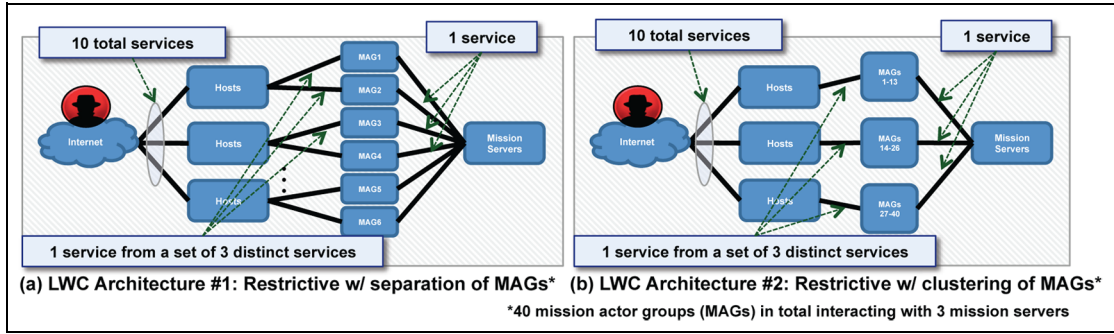 10 total services
1 service
Internet
Hosts
Hosts
Hosts
MAG1
MAG2
MAG3
MAG4
MAG5
MAG6
Mission
Servers
1 service from a set of 3 distinct services
(a) LWC Architecture #1: Restrictive w/ separation of MAGs*
10 total services
1 service
Internet
Hosts
Hosts
Hosts
MAGs
1-13
MAGs
14-26
MAGs
27-40
Mission
Servers
1 service from a set of 3 distinct services
(b) LWC Architecture #2: Restrictive w/ clustering of MAGs*
*40 mission actor groups (MAGs) in total interacting with 3 mission servers